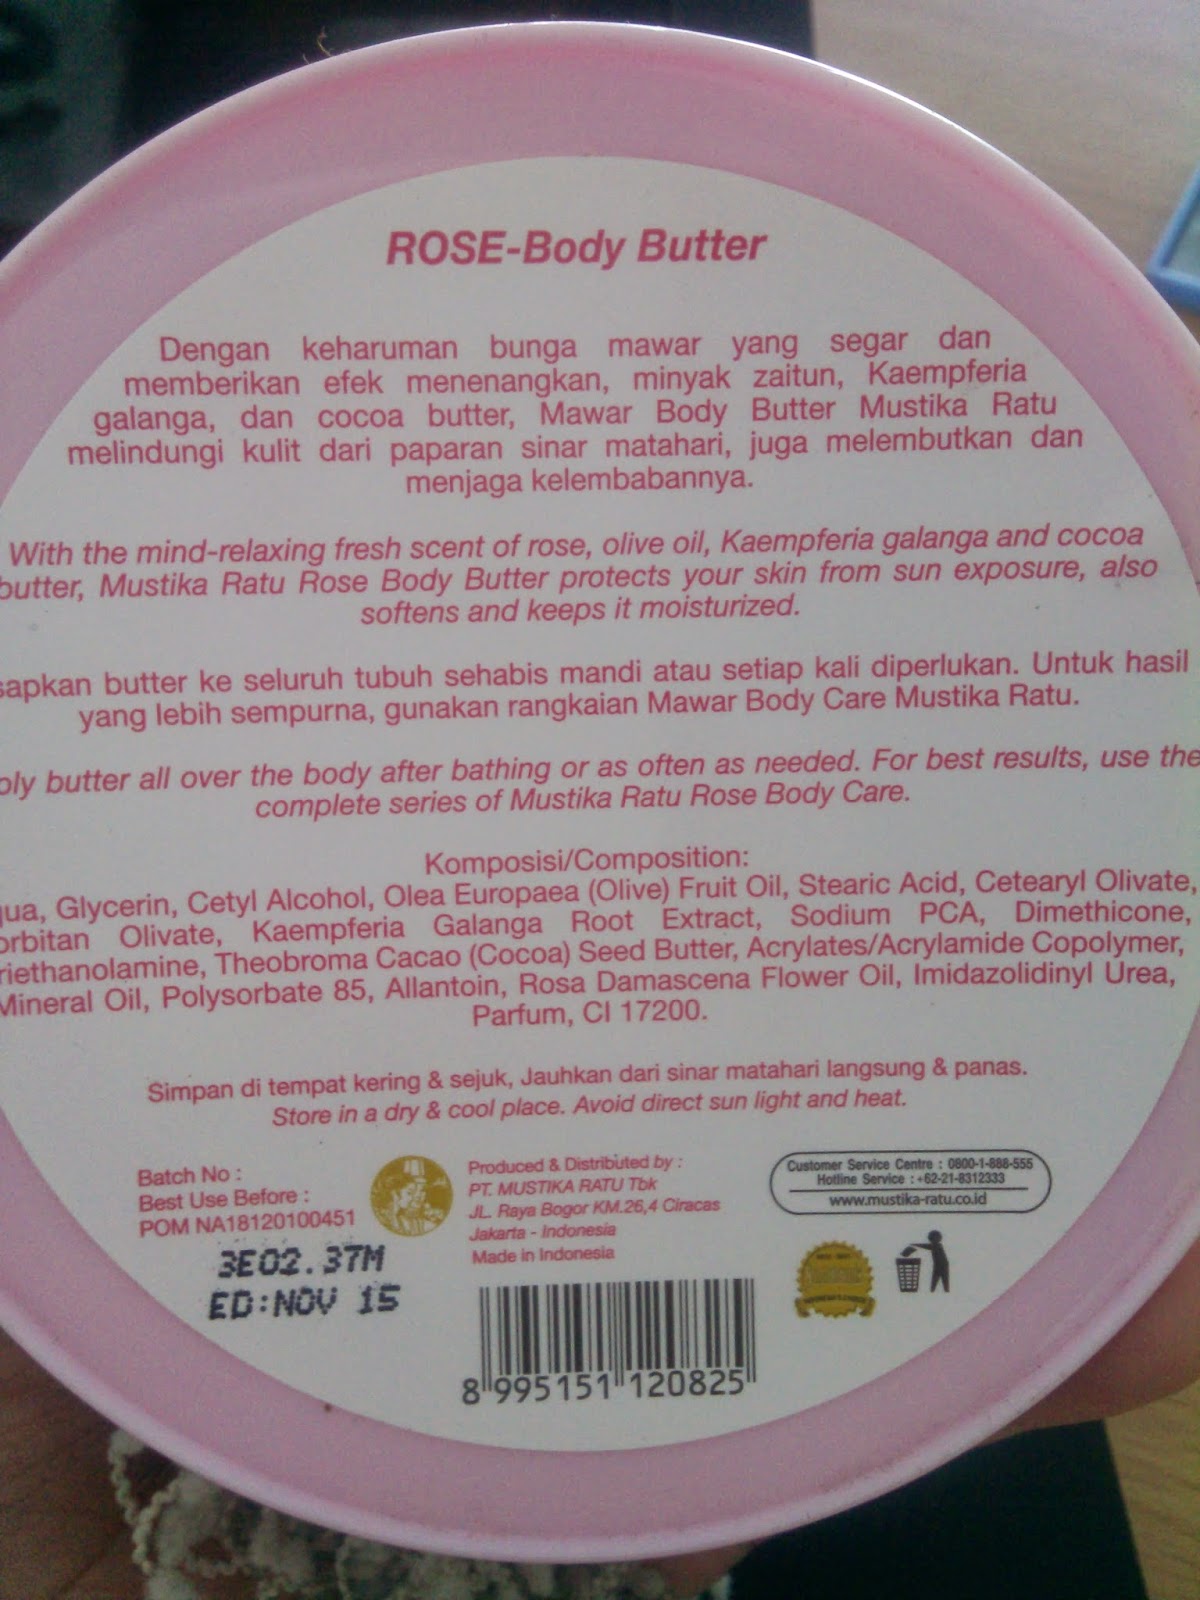 ROSE-Body Butter
Dengan keharuman bunga mawar yang segar dan
memberikan efek menenangkan, minyak zaitun, Kaempferia
galanga, dan cocoa butter, Mawar Body Butter Mustika Ratu
melindungi kulit dari paparan sinar matahari, juga melembutkan dan
menjaga kelembabannya.
With the mind-relaxing fresh scent of rose, olive oil, Kaempferia galanga and cocoa
butter, Mustika Ratu Rose Body Butter protects your skin from sun exposure, also
softens and keeps it moisturized.
sapkan butter ke seluruh tubuh sehabis mandi atau setiap kali diperlukan. Untuk hasil
yang lebih sempurna, gunakan rangkaian Mawar Body Care Mustika Ratu.
ply butter all over the body after bathing or as often as needed. For best results, use the
complete series of Mustika Ratu Rose Body Care.
Komposisi/Composition:
qua, Glycerin, Cetyl Alcohol, Olea Europaea (Olive) Fruit Oil, Stearic Acid, Cetearyl Olivate,
orbitan Olivate, Kaempferia Galanga Root Extract, Sodium PCA, Dimethicone,
riethanolamine, Theobroma Cacao (Cocoa) Seed Butter, Acrylates/Acrylamide Copolymer,
Mineral Oil, Polysorbate 85, Allantoin, Rosa Damascena Flower Oil, Imidazolidinyl Urea,
Parfum, CI 17200.
Simpan di tempat kering & sejuk, Jauhkan dari sinar matahari langsung & panas.
Store in a dry & cool place. Avoid direct sun light and heat.
Batch No :
Best Use Before :
POM NA18120100451
3E02.37M
ED:NOV 15
Produced & Distributed by :
PT. MUSTIKA RATU Tbk
JL. Raya Bogor KM.26,4 Ciracas
Jakarta - Indonesia
Made in Indonesia
Customer Service Centre : 0800-1-888-555
Hotline Service : +62-21-8312333
www.mustika-ratu.co.id
8 995151 120825